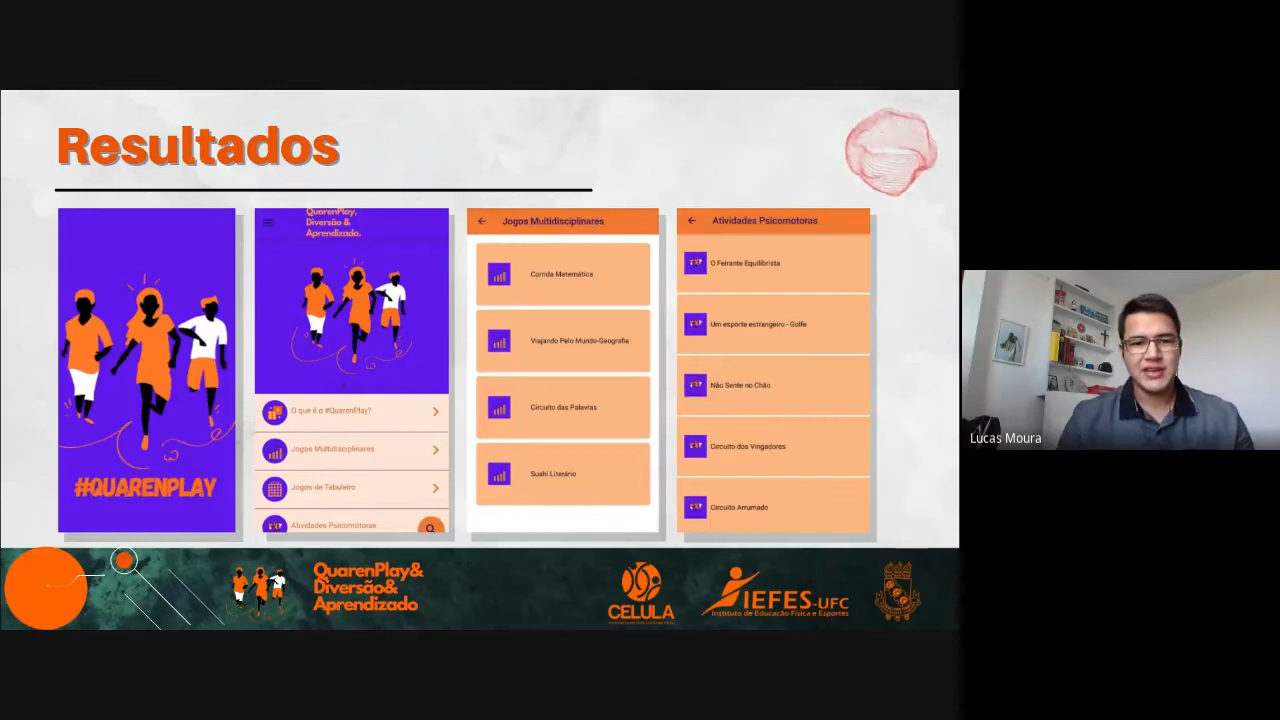 Resultados
#QUARENPLAY
QuarenPlay,
Diversão &
Aprendizado.
O que é o #QuarenPlay?
Jogos Multidisciplinares
Jogos de Tabuleiro
Atividades Psicomotoras
Jogos Multidisciplinares
Corrida Matemática
Viajando Pelo Mundo-Geografia
Circuito das Palavras
Sushi Literário
Atividades Psicomotoras
O Feirante Equilibrista
Um esporte estrangeiro - Golfe
Não Sente no Chão
Circuito dos Vingadores
Circuito Arrumado
Lucas Moura
QuarenPlay&
Diversão&
Aprendizado
CELULA
IEFES-UFC
Instituto de Educação Física e Esportes